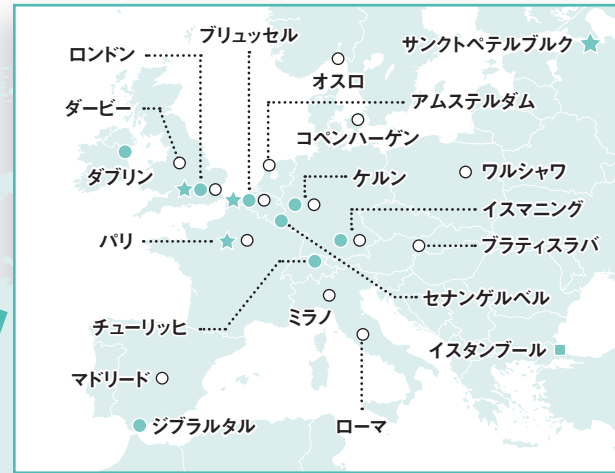 ブリュッセル
サンクトペテルブルク
ロンドン
オスロ
アムステルダム
ダービー
コペンハーゲン
ダブリン
ケルン
ワルシャワ
イスマニング
パリ
ブラティスラバ
セナンゲルベル
チューリッヒ
ミラノ
イスタンブール
マドリード
ジブラルタル
ローマ